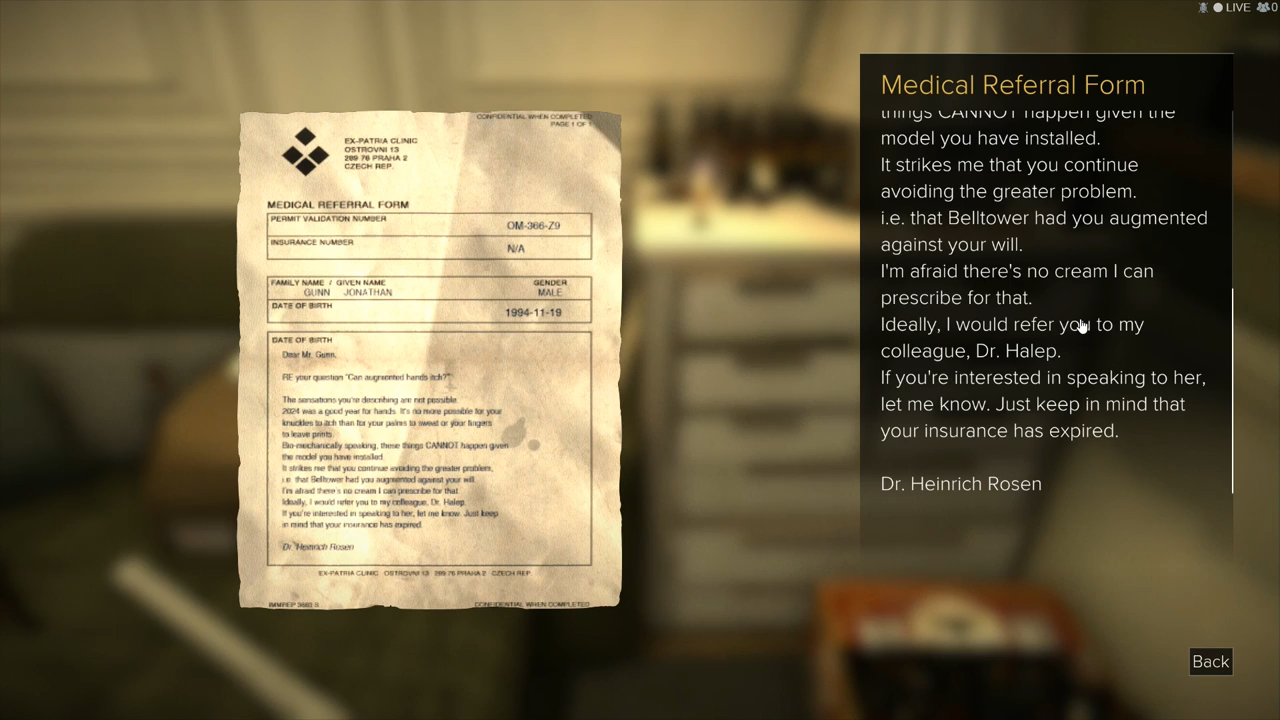 LIVE
0
CONFIDENTIAL WHEN COMPLETED
PAGE 1 OF 1
EX-PATRIA CLINIC
OSTROVNI 13
289 76 PRAHA 2
CZECH REP.
MEDICAL REFERRAL FORM
PERMIT VALIDATION NUMBER
OM-366-Z9
INSURANCE NUMBER
N/A
FAMILY NAME / GIVEN NAME GENDER
GUNN JONATHAN MALE
DATE OF BIRTH
1994-11-19
DATE OF BIRTH
Dear Mr. Gunn,
RE your question "Can augmented hands itch?"
The sensations you're describing are not possible.
2024 was a good year for hands. It's no more possible for your
knuckles to itch than for your palms to sweat or your fingers
to leave prints.
Bio-mechanically speaking, these things CANNOT happen given
the model you have installed.
It strikes me that you continue avoiding the greater problem,
i.e. that Belltower had you augmented against your will.
I'm afraid there's no cream I can prescribe for that.
Ideally, I would refer you to my colleague, Dr. Halep.
If you're interested in speaking to her, let me know. Just keep
in mind that your insurance has expired.
Dr. Heinrich Rosen
EX-PATRIA CLINIC OSTROVNI 13 289 76 PRAHA 2 CZECH REP.
CONFIDENTIAL WHEN COMPLETED
Medical Referral Form
things CANNOT happen given the
model you have installed.
It strikes me that you continue
avoiding the greater problem.
i.e. that Belltower had you augmented
against your will.
I'm afraid there's no cream I can
prescribe for that.
Ideally, I would refer you to my
colleague, Dr. Halep.
If you're interested in speaking to her,
let me know. Just keep in mind that
your insurance has expired.
Dr. Heinrich Rosen
Back